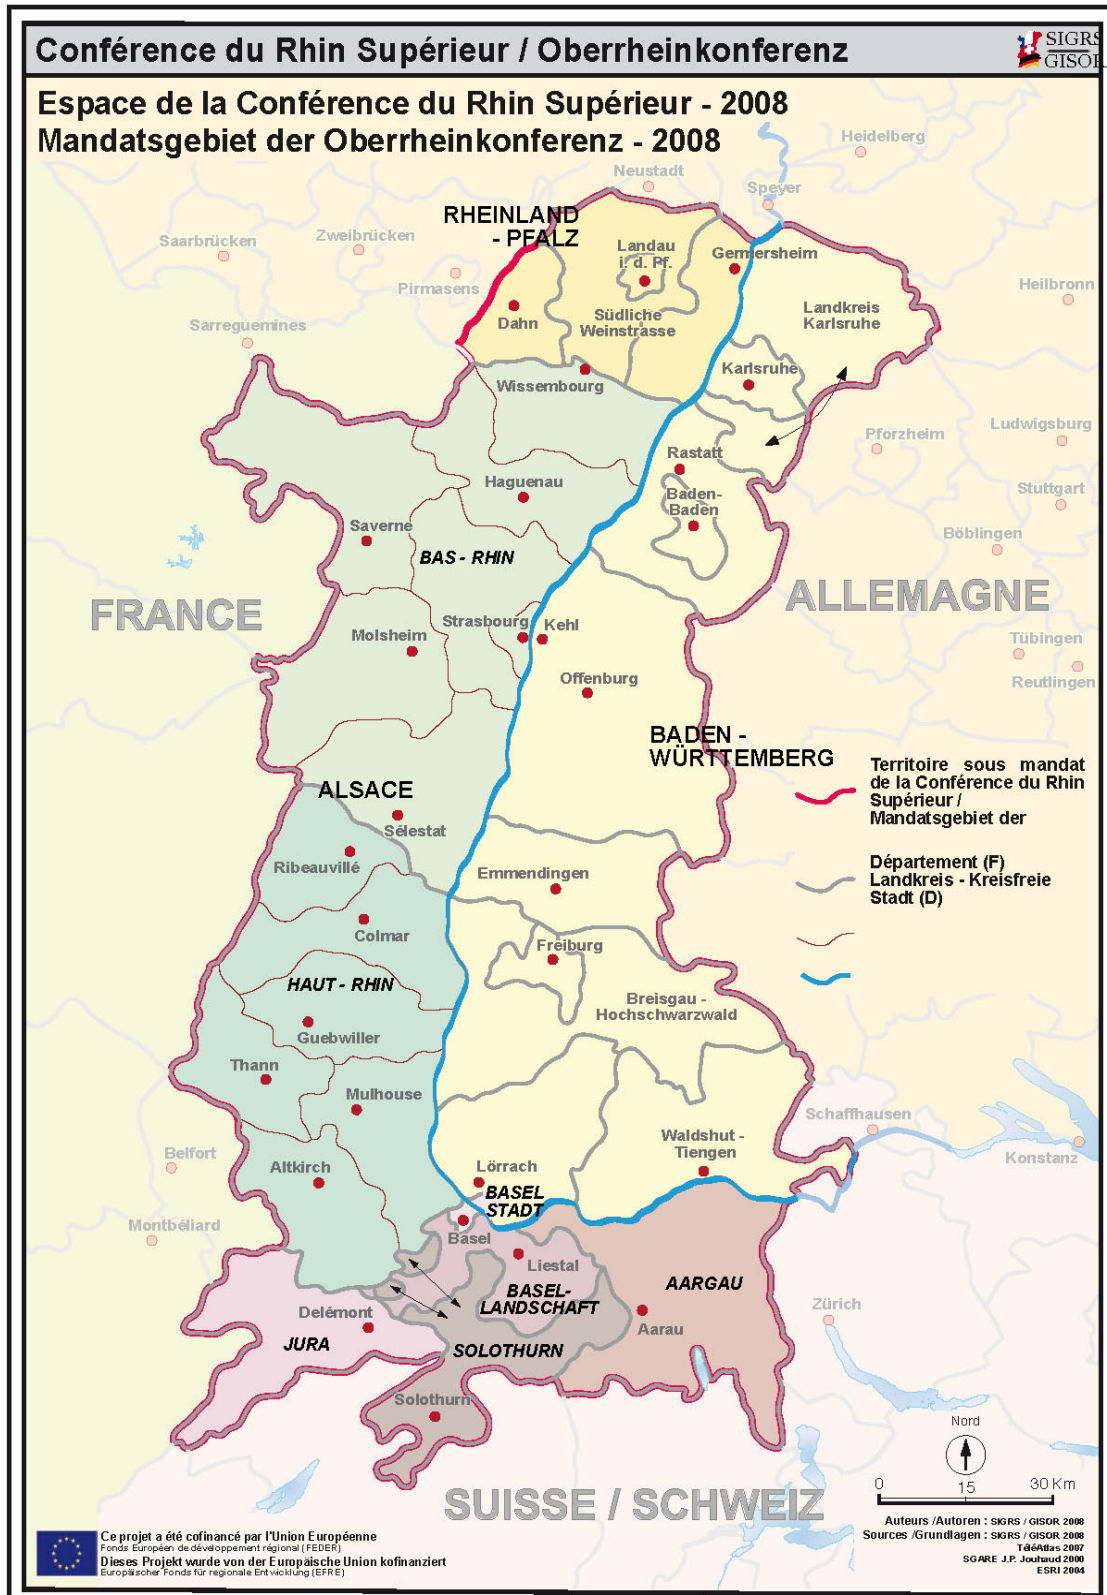 Conférence du Rhin Supérieur / Oberrheinkonferenz
SIGRS
GISOR
Espace de la Conférence du Rhin Supérieur - 2008
Mandatsgebiet der Oberrheinkonferenz - 2008
Heidelberg
Neustadt
Speyer
RHEINLAND
- PFALZ
Saarbrücken
Zweibrücken
Landau
i. d. Pf.
Germersheim
Pirmasens
Heilbronn
Landkreis
Karlsruhe
Sarreguemines
Dahn
Südliche
Weinstrasse
Wissembourg
Karlsruhe
Ludwigsburg
Pforzheim
Rastatt
Haguenau
Baden-
Baden
Stuttgart
Saverne
Böblingen
BAS - RHIN
FRANCE
ALLEMAGNE
Molsheim
Strasbourg
Kehl
Tübingen
Reutlingen
Offenburg
BADEN -
WÜRTTEMBERG
Territoire sous mandat
de la Conférence du Rhin
Supérieur /
Mandatsgebiet der
ALSACE
Sélestat
Ribeauvillé
Emmendingen
Département (F)
Landkreis - Kreisfreie
Stadt (D)
Colmar
Freiburg
HAUT - RHIN
Breisgau -
Hochschwarzwald
Guebwiller
Thann
Mulhouse
Schaffhausen
Belfort
Waldshut -
Tiengen
Konstanz
Altkirch
Lörrach
BASEL
STADT
Montbéliard
Basel
Liestal
BASEL-
LANDSCHAFT
AARGAU
Delémont
Aarau
Zürich
JURA
SOLOTHURN
Solothurn
Nord
0 15 30 Km
SUISSE / SCHWEIZ
Auteurs /Autoren : SIGRS / GISOR 2008
Sources /Grundlagen : SIGRS / GISOR 2008
TéléAtlas 2007
SGARE J.P. Jouhaud 2000
ESRI 2004
Ce projet a été cofinancé par l'Union Européenne
Fonds Européen de développement régional (FEDER)
Dieses Projekt wurde von der Europäische Union kofinanziert
Europäischer Fonds für regionale Entwicklung (EFRE)